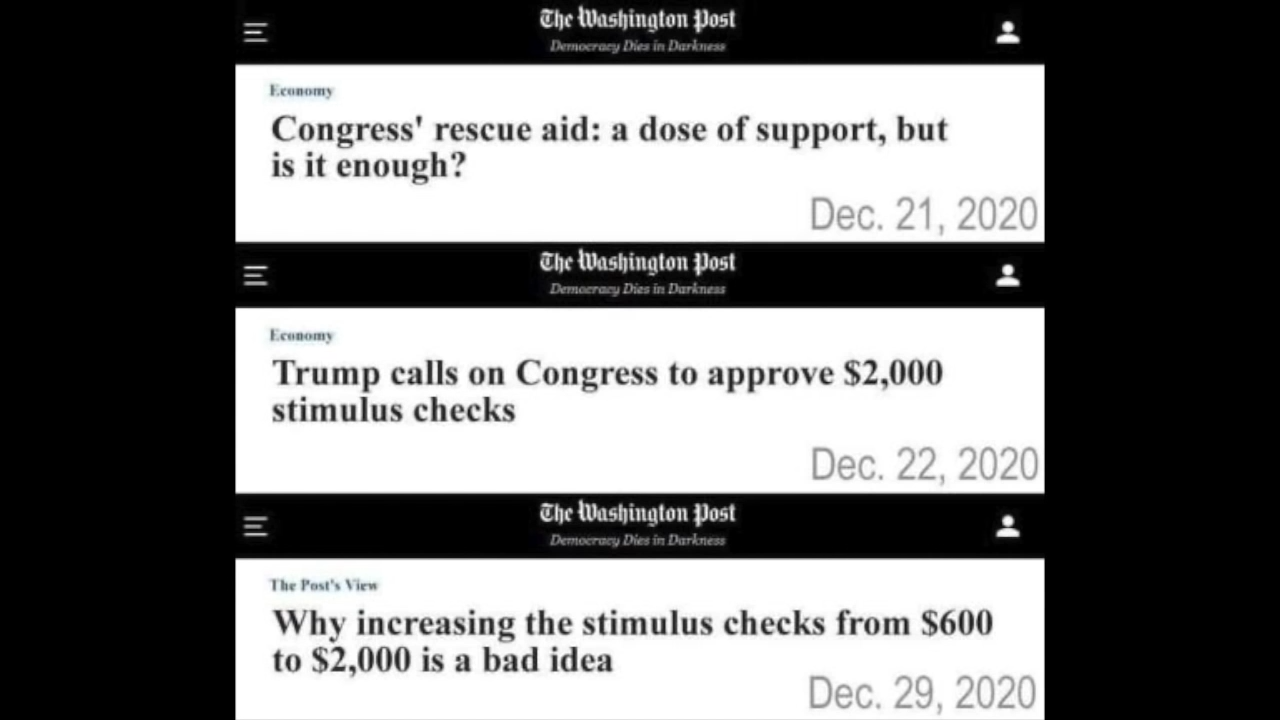 The Washington Post
Democracy Dies in Darkness
Economy
Congress' rescue aid: a dose of support, but
is it enough?
Dec. 21, 2020
The Washington Post
Democracy Dies in Darkness
Economy
Trump calls on Congress to approve $2,000
stimulus checks
Dec. 22, 2020
The Washington Post
Democracy Dies in Darkness
The Post's View
Why increasing the stimulus checks from $600
to $2,000 is a bad idea
Dec. 29, 2020